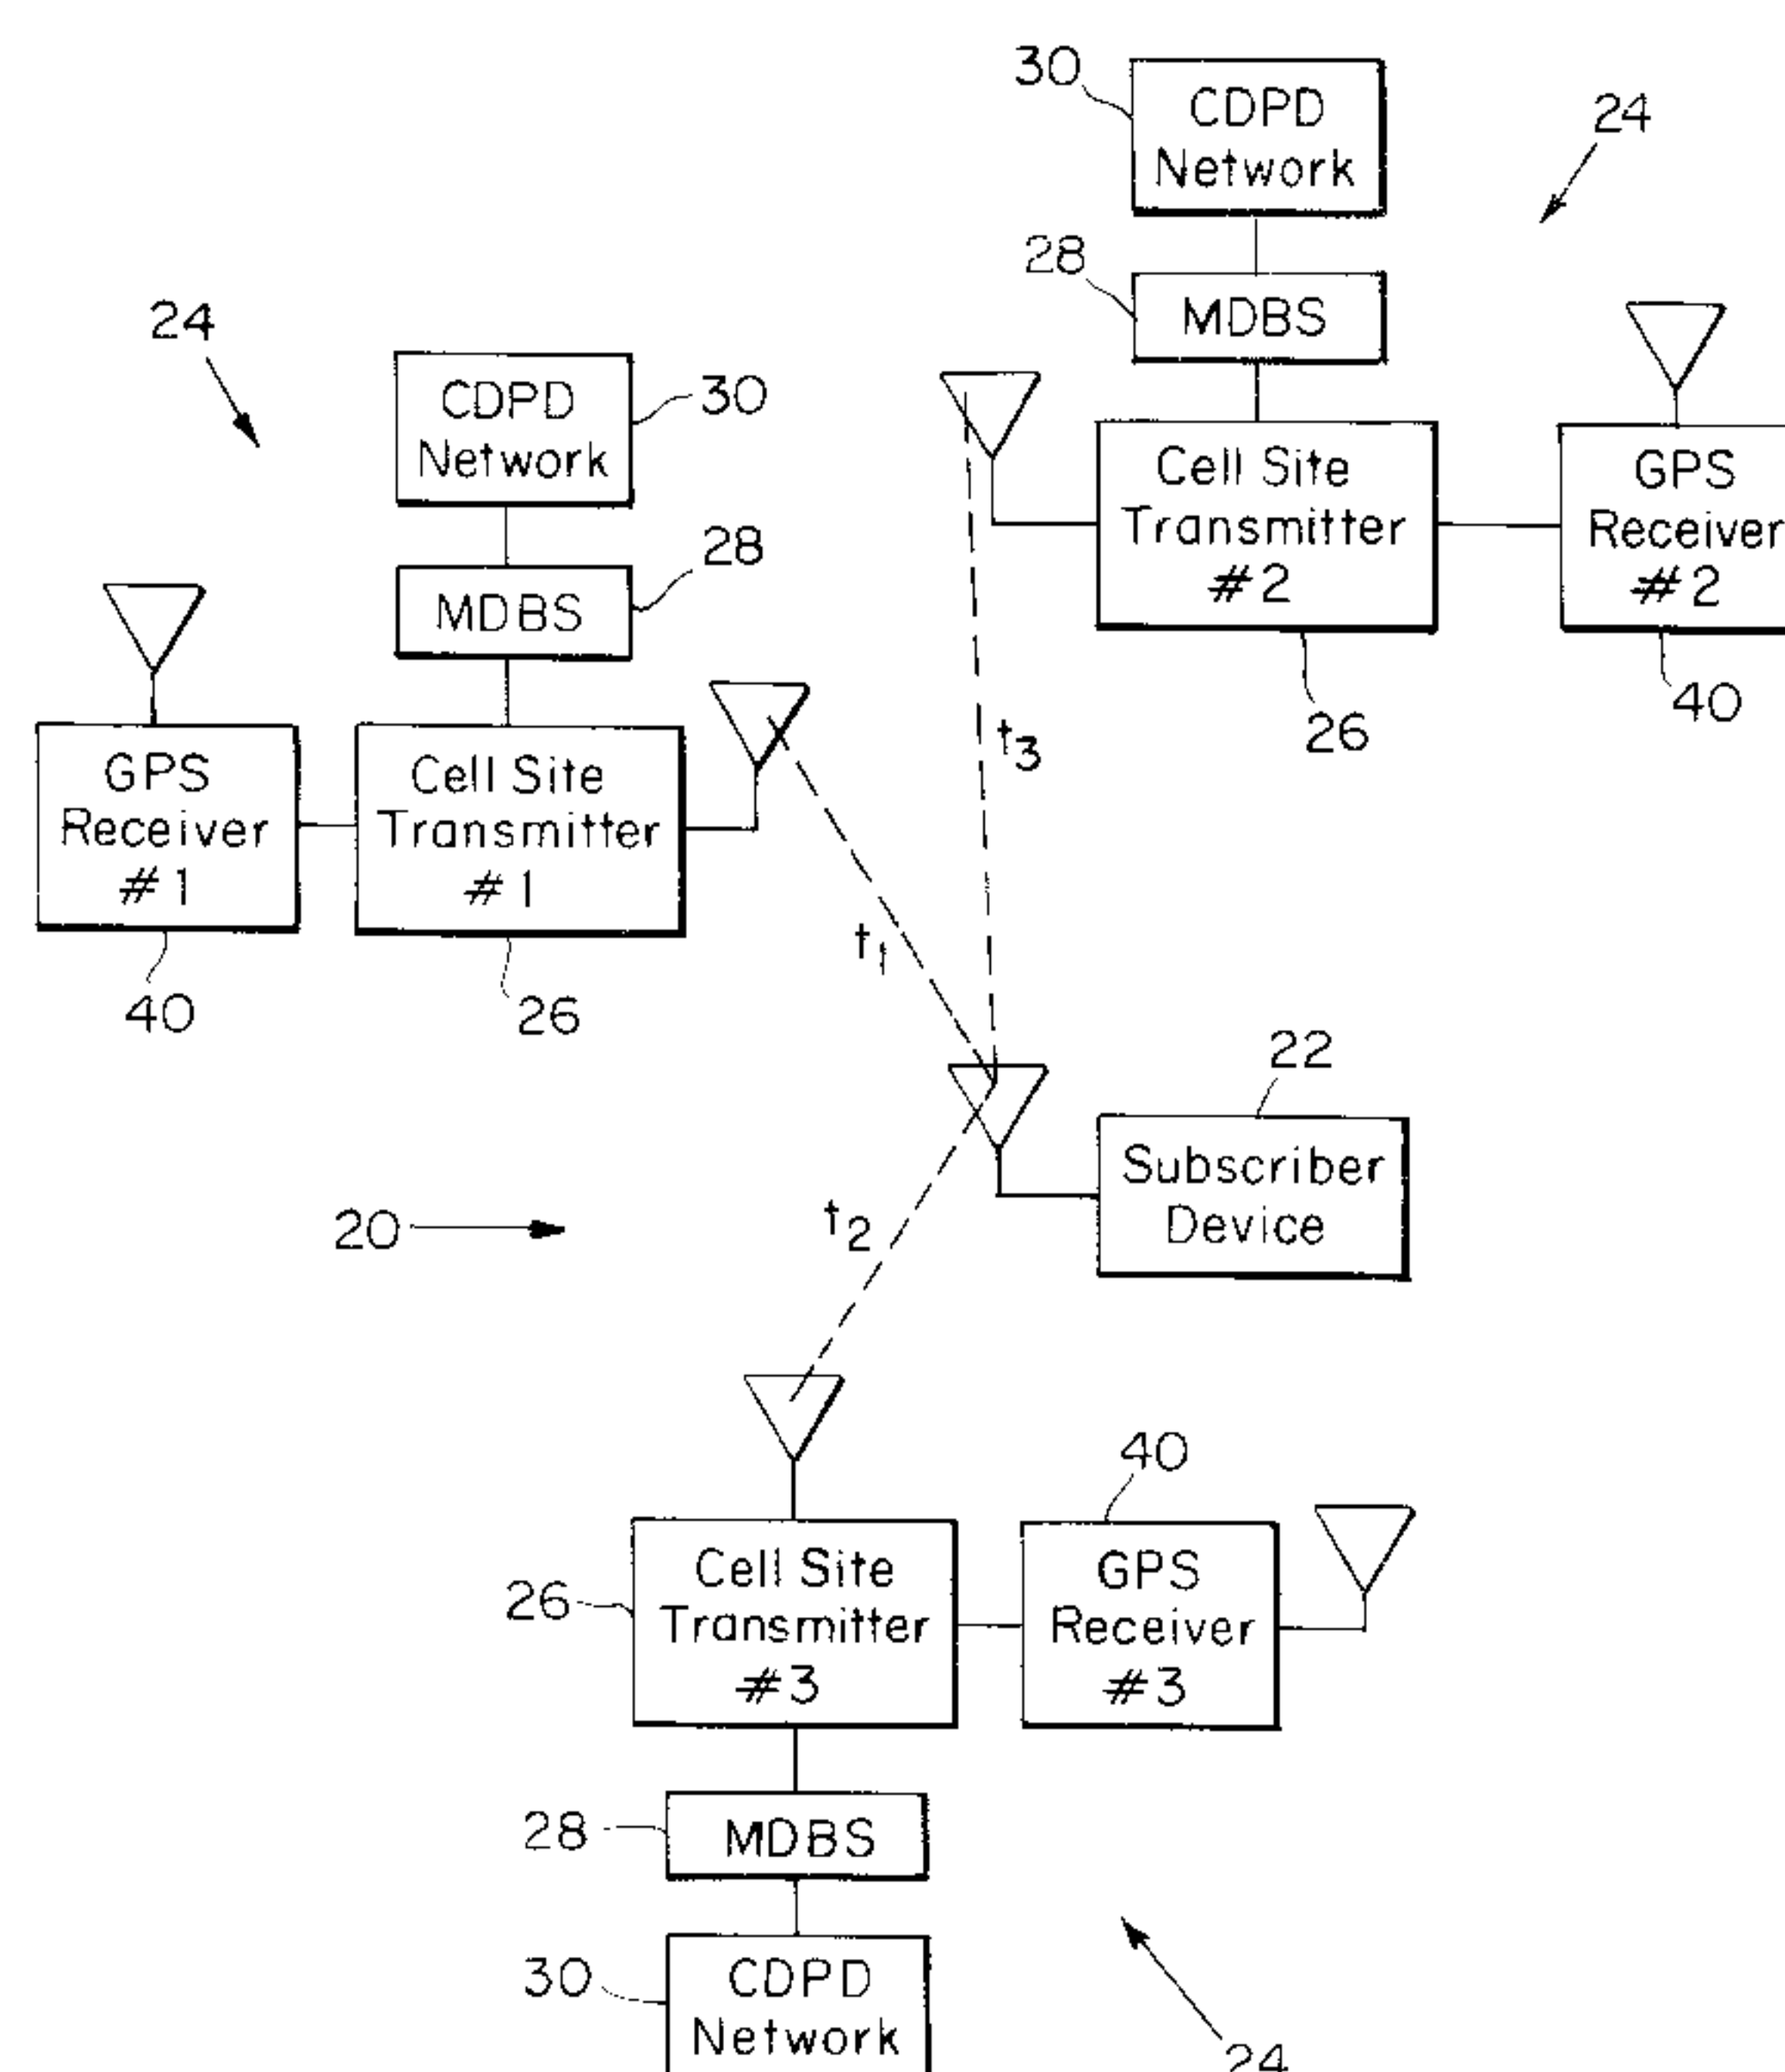 30
CDPD
Network
24
28
MDBS
24
CDPD
Network
30
Cell Site
Transmitter
#2
GPS
Receiver
#2
28
MDBS
26
40
t3
GPS
Receiver
#1
Cell Site
Transmitter
#1
t1
40
26
22
Subscriber
Device
20
t2
40
26
Cell Site
Transmitter
#3
GPS
Receiver
#3
28
MDBS
30
CDPD
Network
24